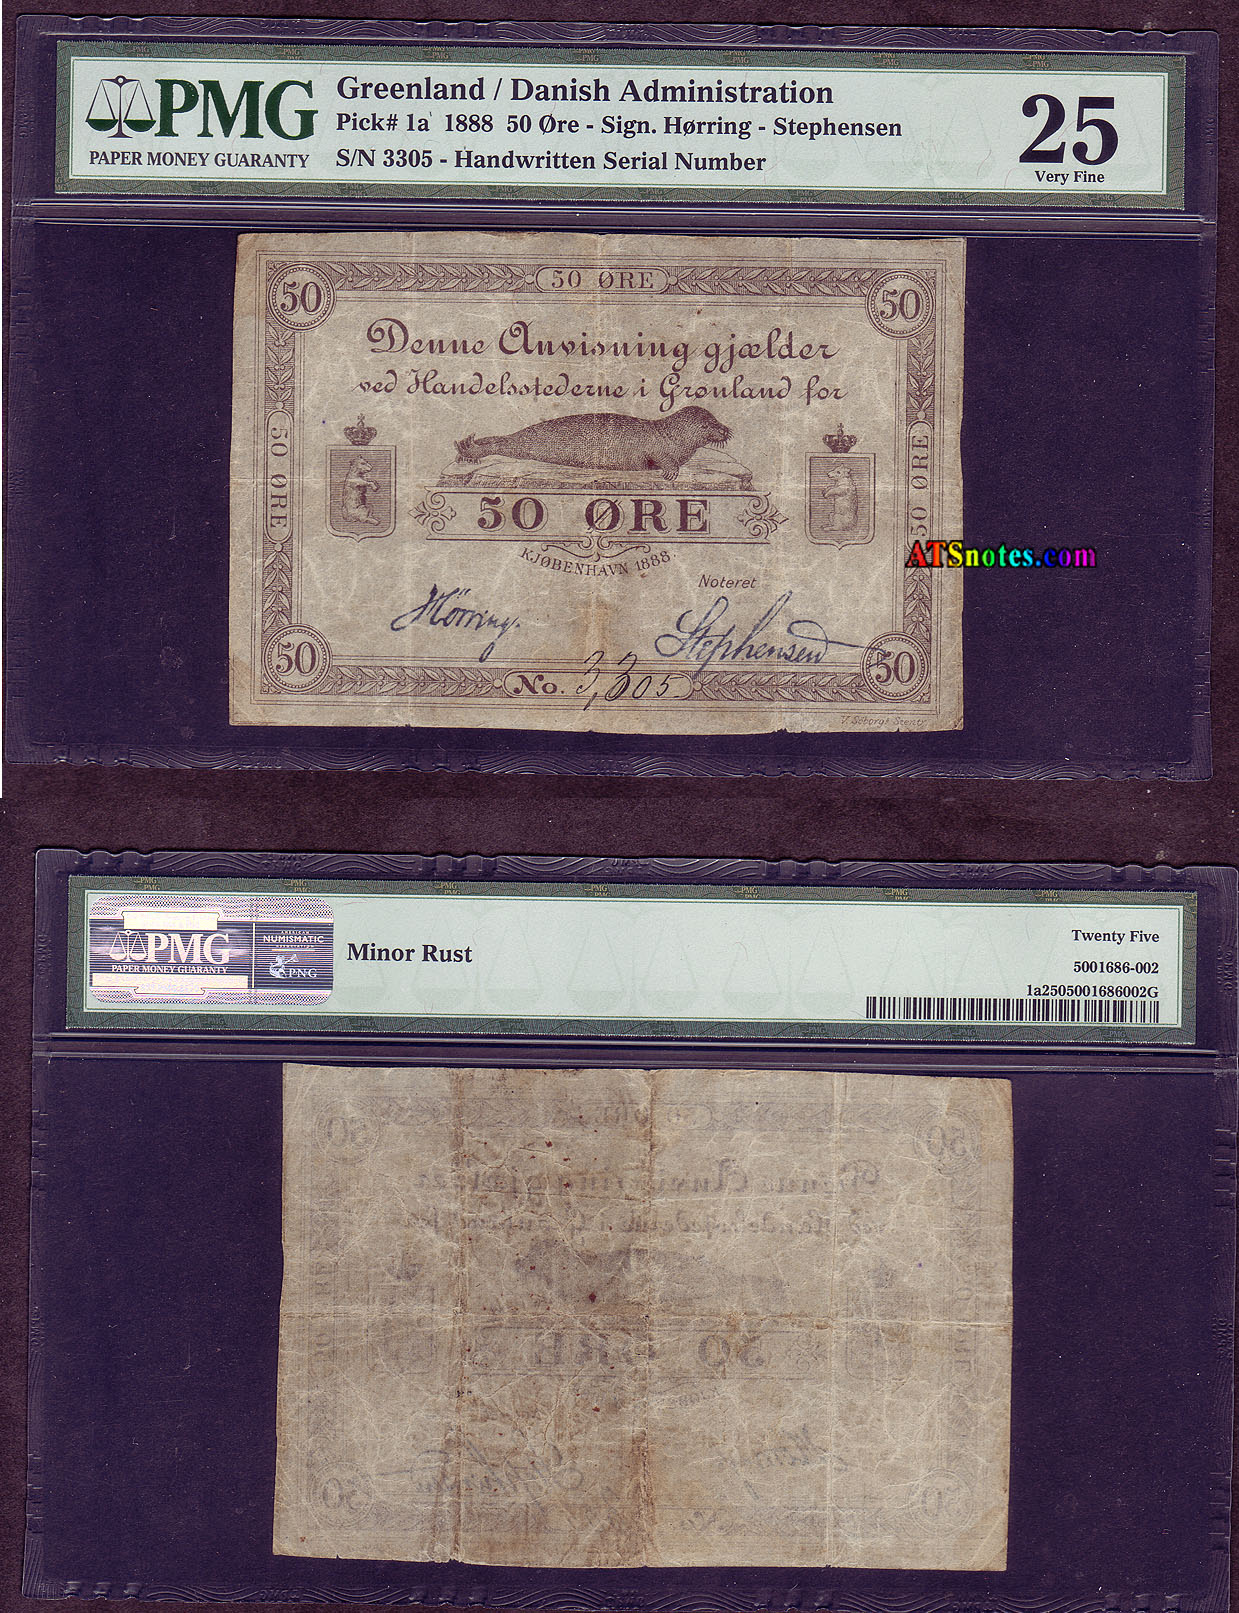 PMG
PAPER MONEY GUARANTY
Greenland / Danish Administration
Pick# 1a 1888 50 Øre - Sign. Hørring - Stephensen
S/N 3305 - Handwritten Serial Number
25
Very Fine
50 ØRE
50
50
Denne Anvisning gjælder
ved Handelsstederne i Grønland for
50 ØRE
50 ØRE
50 ØRE
KJØBENHAVN 1888.
ATSnotes.com
Noteret
Hörring.
Stephensen
50
50
No. 3,305
PMG
PAPER MONEY GUARANTY
NUMISMATIC
PNG
Minor Rust
Twenty Five
5001686-002
1a2505001686002G